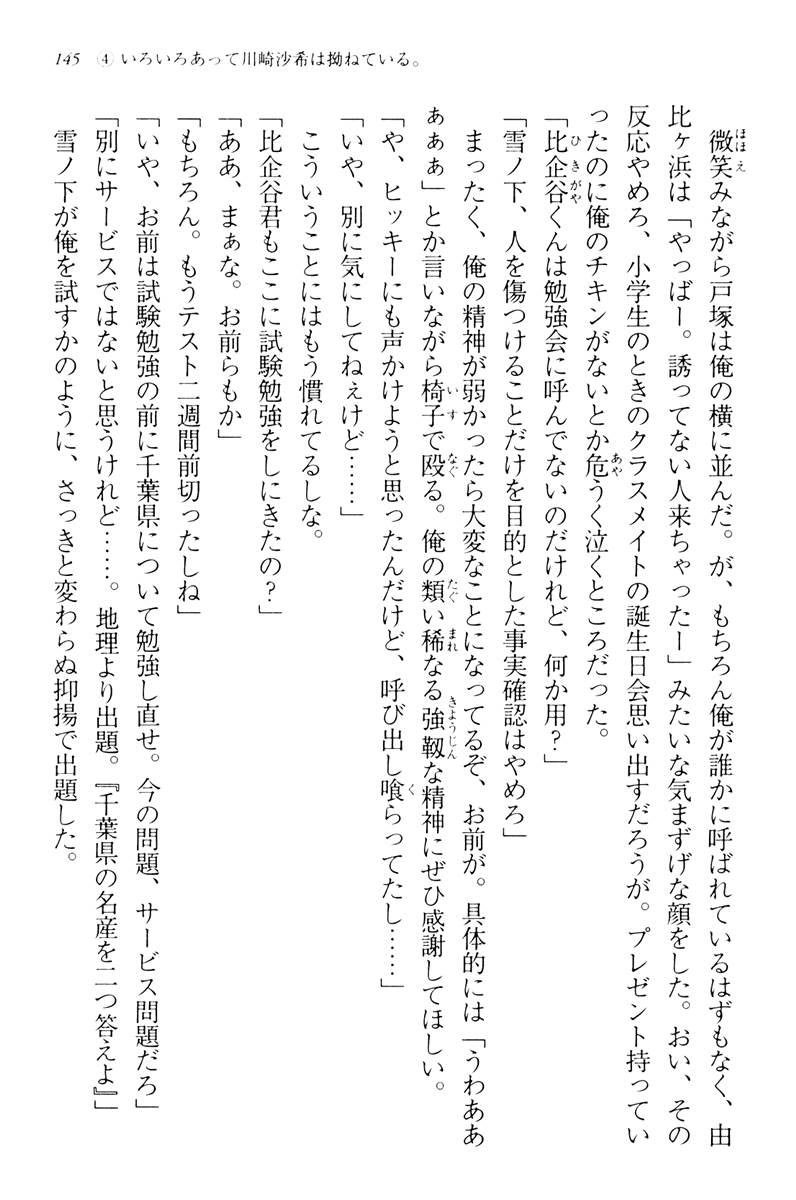 145 ④ いろいろあって川崎沙希は拗ねている。
　微笑みながら戸塚は俺の横に並んだ。が、もちろん俺が誰かに呼ばれているはずもなく、由
比ヶ浜は「やっばー。誘ってない人来ちゃったー」みたいな気まずげな顔をした。おい、その
反応やめろ、小学生のときのクラスメイトの誕生日会思い出すだろうが。プレゼント持ってい
ったのに俺のチキンがないとか危うく泣くところだった。
「比企谷くんは勉強会に呼んでないのだけれど、何か用？」
「雪ノ下、人を傷つけることだけを目的とした事実確認はやめろ」
　まったく、俺の精神が弱かったら大変なことになってるぞ、お前が。具体的には「うわああ
ぁぁぁ」とか言いながら椅子で殴る。俺の類い稀なる強靱な精神にぜひ感謝してほしい。
「や、ヒッキーにも声かけようと思ったんだけど、呼び出し喰らってたし……」
「いや、別に気にしてねぇけど……」
　こういうことにはもう慣れてるしな。
「比企谷君もここに試験勉強をしにきたの？」
「ああ、まぁな。お前らもか」
「もちろん。もうテスト二週間前切ったしね」
「いや、お前は試験勉強の前に千葉県について勉強し直せ。今の問題、サービス問題だろ」
「別にサービスではないと思うけれど……。地理より出題。『千葉県の名産を二つ答えよ』」
　雪ノ下が俺を試すかのように、さっきと変わらぬ抑揚で出題した。